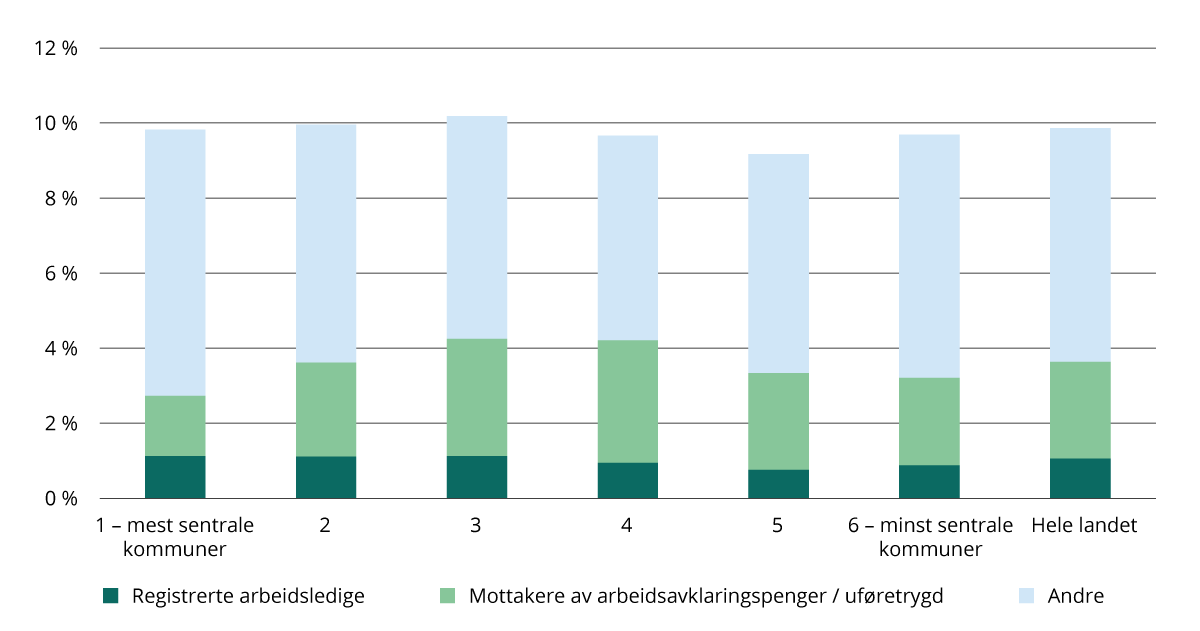 12 %
10 %
8 %
6 %
4 %
2 %
0 %
1 – mest sentrale kommuner
2
3
4
5
6 – minst sentrale kommuner
Hele landet
Registrerte arbeidsledige
Mottakere av arbeidsavklaringspenger / uføretrygd
Andre